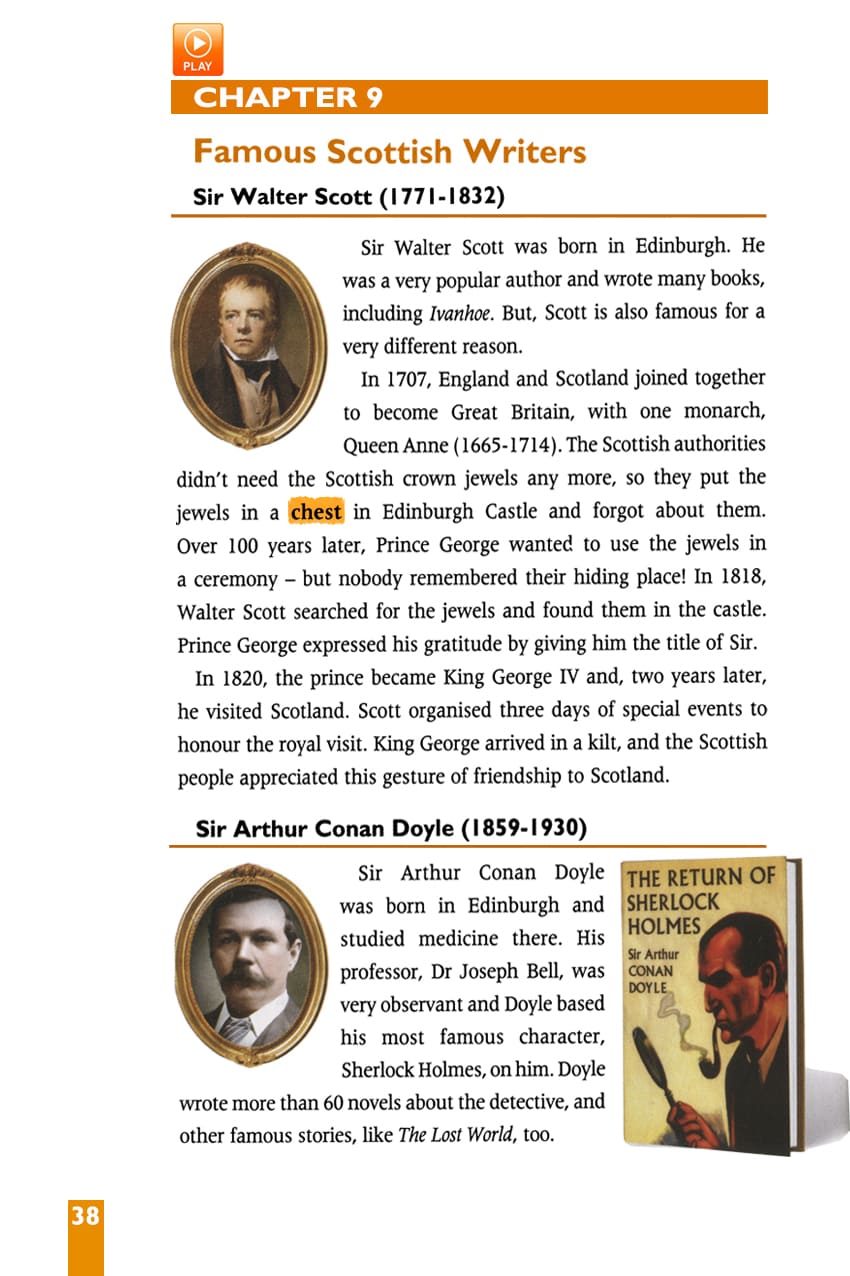 PLAY
CHAPTER 9
Famous Scottish Writers
Sir Walter Scott (1771-1832)
Sir Walter Scott was born in Edinburgh. He
was a very popular author and wrote many books,
including Ivanhoe. But, Scott is also famous for a
very different reason.
In 1707, England and Scotland joined together
to become Great Britain, with one monarch,
Queen Anne (1665-1714). The Scottish authorities
didn't need the Scottish crown jewels any more, so they put the
jewels in a chest in Edinburgh Castle and forgot about them.
Over 100 years later, Prince George wanted to use the jewels in
a ceremony – but nobody remembered their hiding place! In 1818,
Walter Scott searched for the jewels and found them in the castle.
Prince George expressed his gratitude by giving him the title of Sir.
In 1820, the prince became King George IV and, two years later,
he visited Scotland. Scott organised three days of special events to
honour the royal visit. King George arrived in a kilt, and the Scottish
people appreciated this gesture of friendship to Scotland.
Sir Arthur Conan Doyle (1859-1930)
Sir Arthur Conan Doyle
was born in Edinburgh and
studied medicine there. His
professor, Dr Joseph Bell, was
very observant and Doyle based
his most famous character,
Sherlock Holmes, on him. Doyle
wrote more than 60 novels about the detective, and
other famous stories, like The Lost World, too.
THE RETURN OF
SHERLOCK
HOLMES
Sir Arthur
CONAN
DOYLE
38